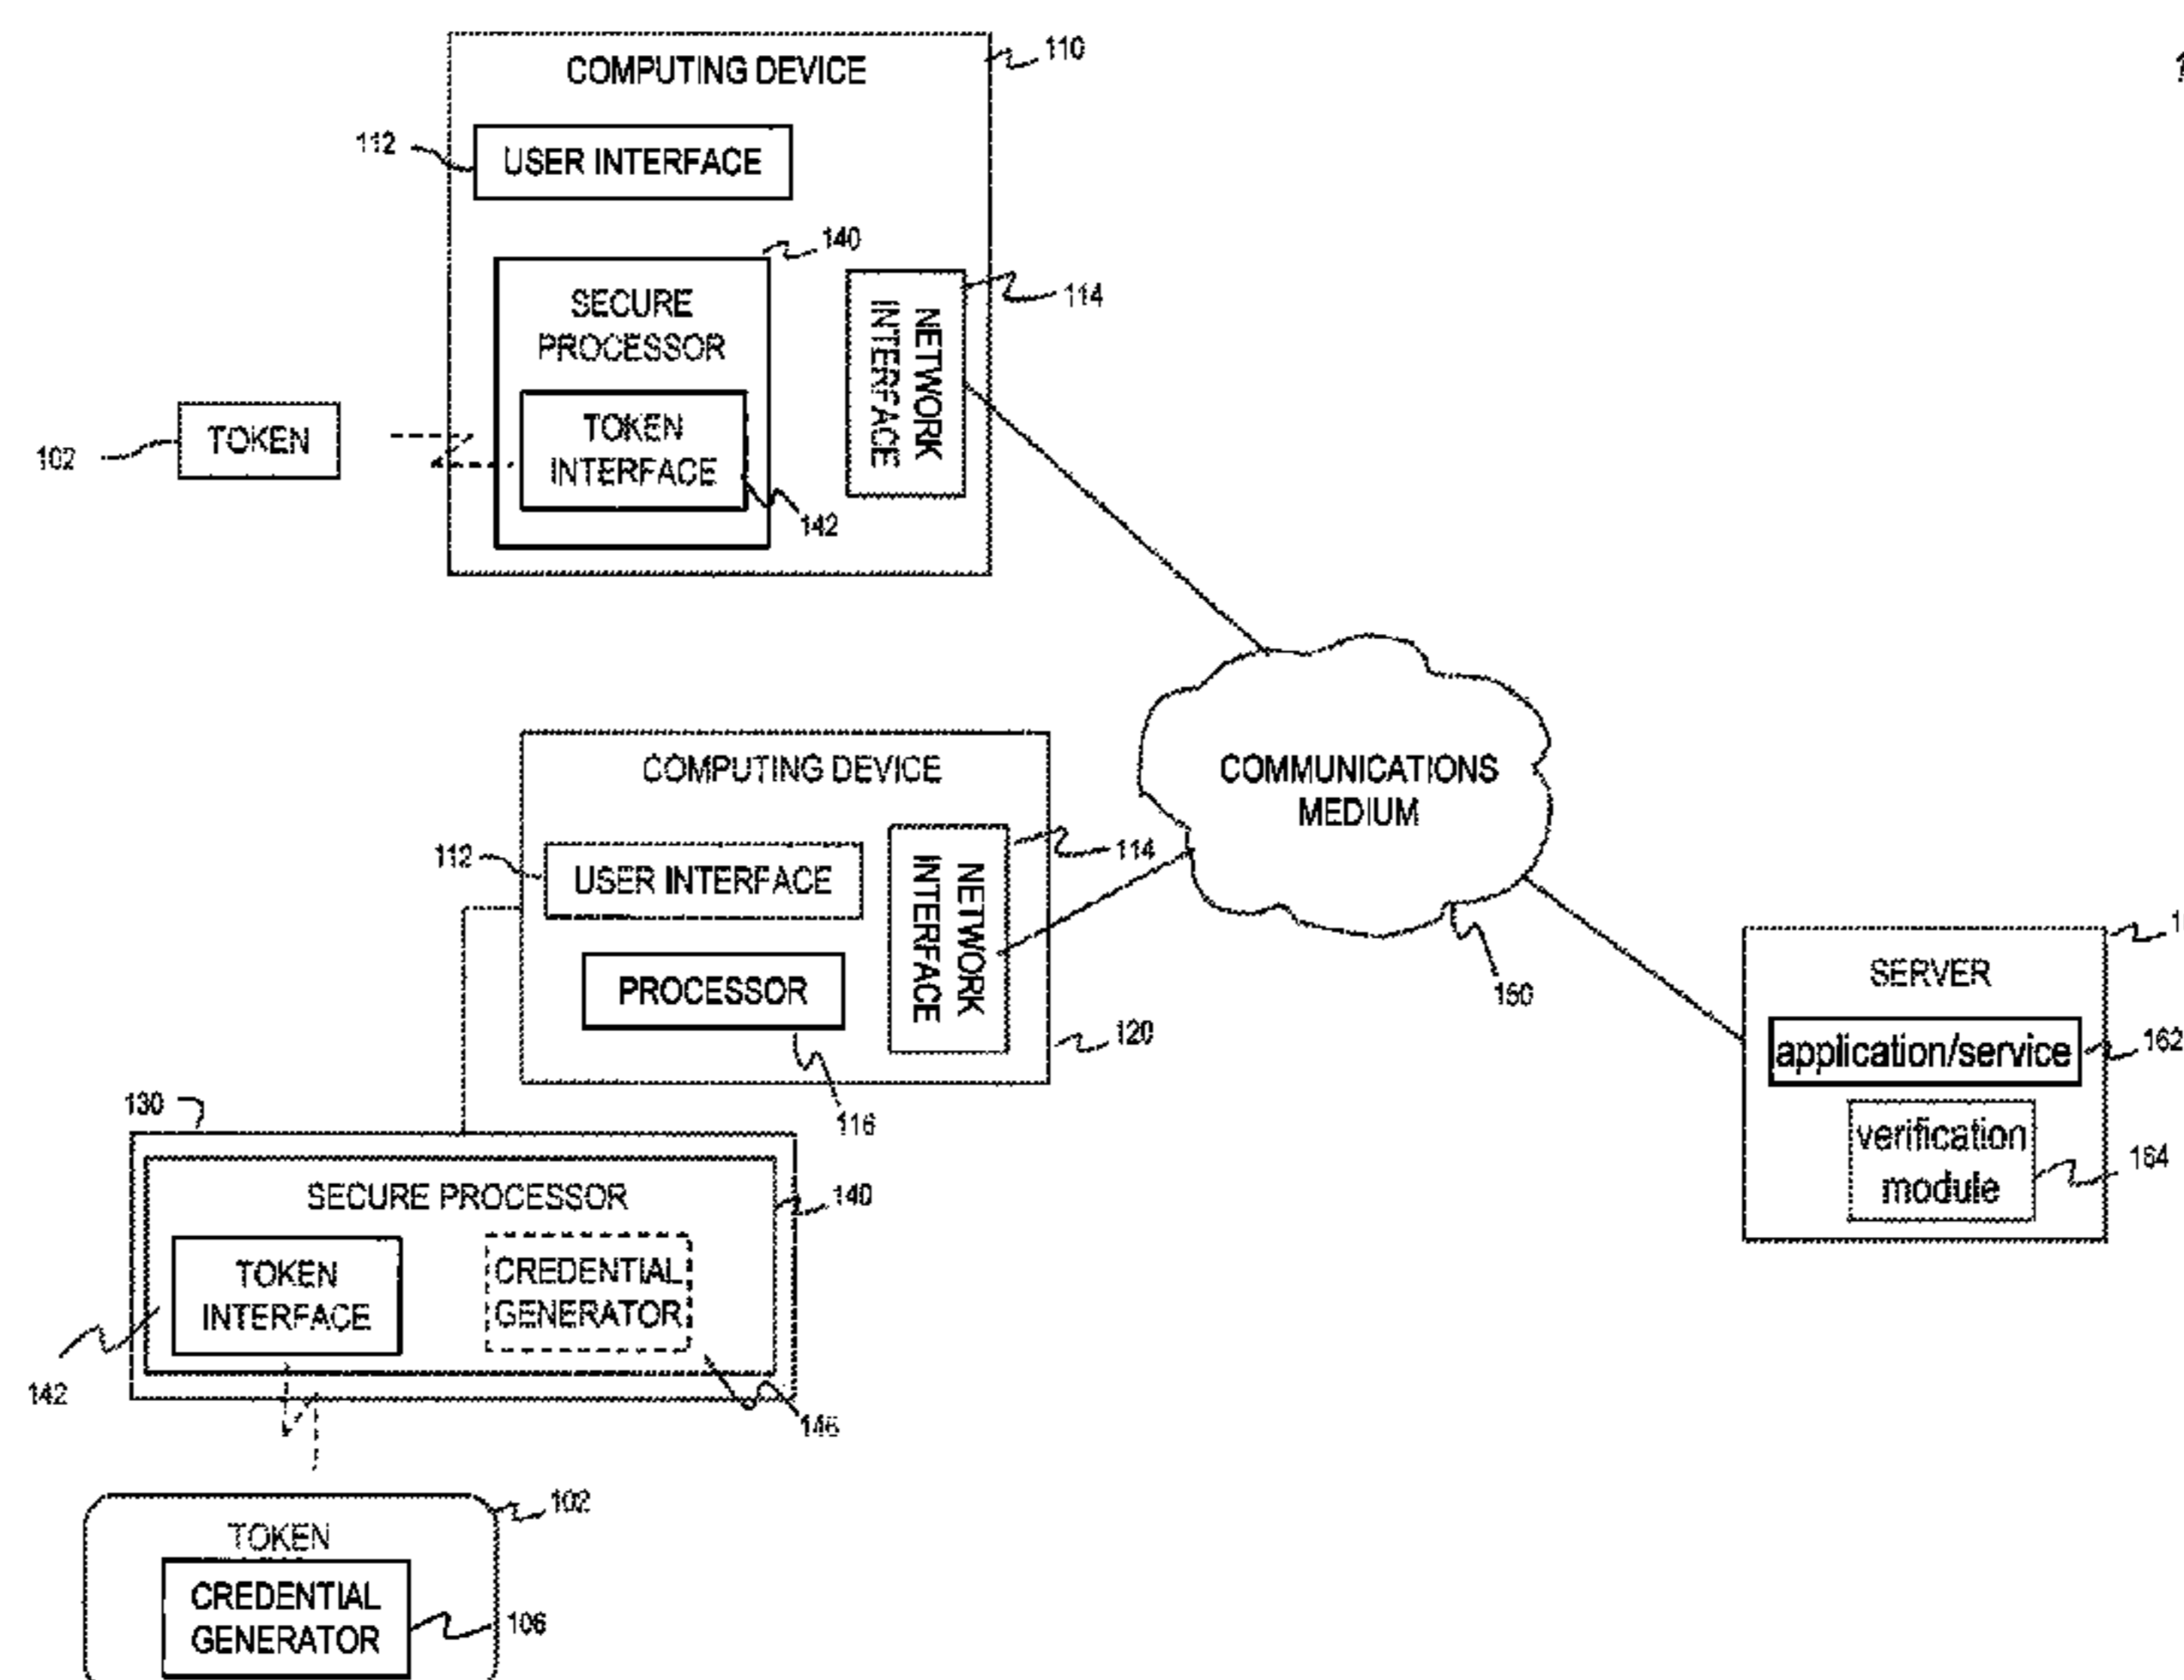 COMPUTING DEVICE
110
112
USER INTERFACE
140
SECURE
PROCESSOR
NETWORK
INTERFACE
114
102
TOKEN
TOKEN
INTERFACE
142
COMPUTING DEVICE
112
USER INTERFACE
NETWORK
INTERFACE
114
PROCESSOR
120
116
COMMUNICATIONS
MEDIUM
SERVER
application/service
162
verification
module
164
130
SECURE PROCESSOR
140
TOKEN
INTERFACE
CREDENTIAL
GENERATOR
142
102
TOKEN
CREDENTIAL
GENERATOR
106